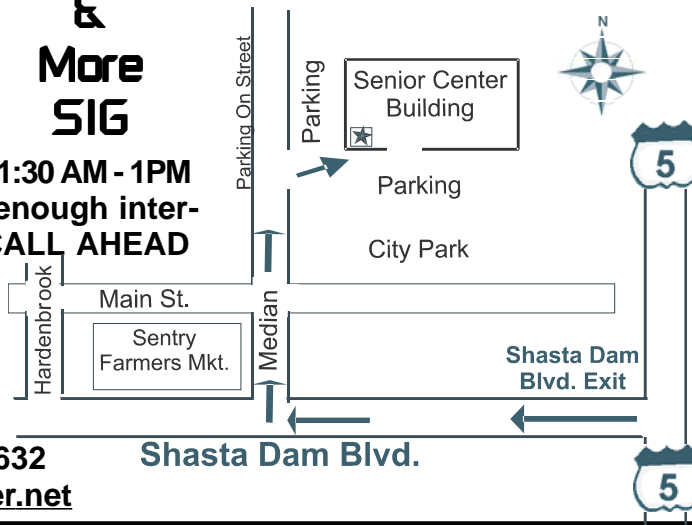 &
More
SIG
1:30 AM - 1PM
enough inter-
CALL AHEAD
632
er.net
N
Parking On Street
Parking
Senior Center
Building
5
Parking
City Park
Hardenbrook
Main St.
Median
Sentry
Farmers Mkt.
Shasta Dam
Blvd. Exit
Shasta Dam Blvd.
5